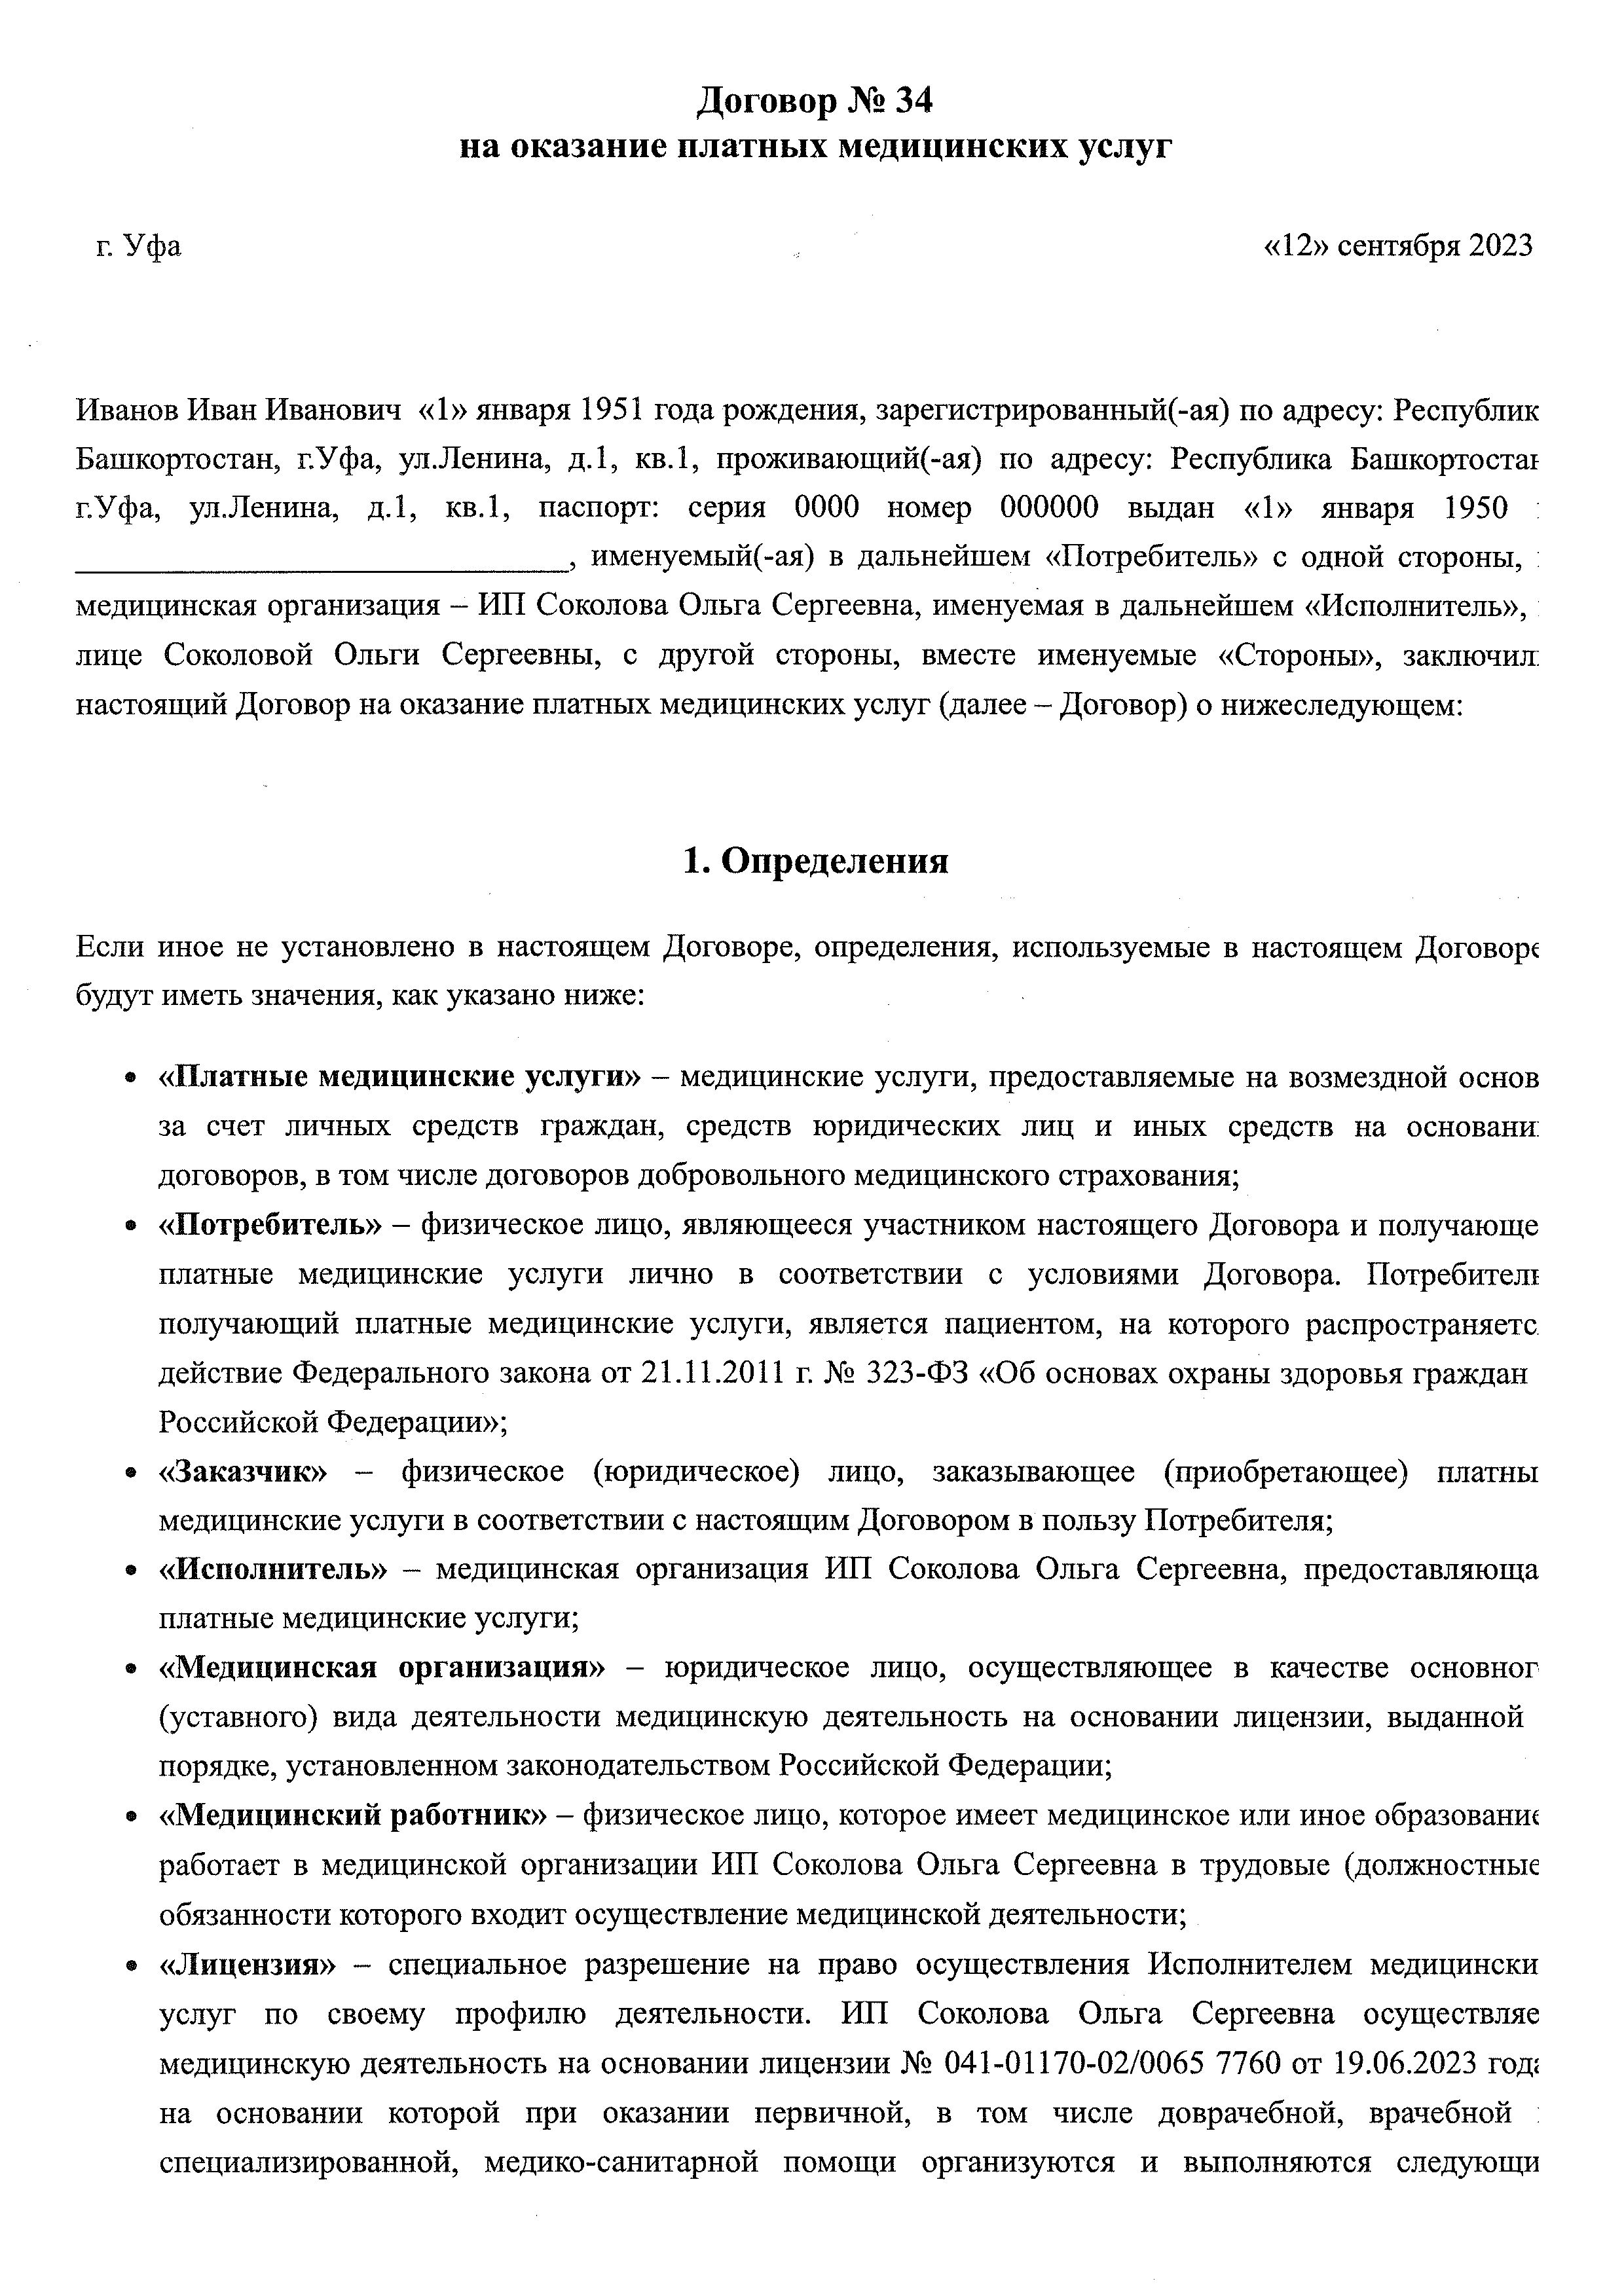 Договор № 34
на оказание платных медицинских услуг
г. Уфа «12» сентября 2023
Иванов Иван Иванович «1» января 1951 года рождения, зарегистрированный(-ая) по адресу: Республик
Башкортостан, г.Уфа, ул.Ленина, д.1, кв.1, проживающий(-ая) по адресу: Республика Башкортостан
г.Уфа, ул.Ленина, д.1, кв.1, паспорт: серия 0000 номер 000000 выдан «1» января 1950
_______________________________, именуемый(-ая) в дальнейшем «Потребитель» с одной стороны,
медицинская организация – ИП Соколова Ольга Сергеевна, именуемая в дальнейшем «Исполнитель»,
лице Соколовой Ольги Сергеевны, с другой стороны, вместе именуемые «Стороны», заключил
настоящий Договор на оказание платных медицинских услуг (далее – Договор) о нижеследующем:
1. Определения
Если иное не установлено в настоящем Договоре, определения, используемые в настоящем Договоре
будут иметь значения, как указано ниже:
• «Платные медицинские услуги» – медицинские услуги, предоставляемые на возмездной основ
за счет личных средств граждан, средств юридических лиц и иных средств на основани
договоров, в том числе договоров добровольного медицинского страхования;
• «Потребитель» – физическое лицо, являющееся участником настоящего Договора и получающе
платные медицинские услуги лично в соответствии с условиями Договора. Потребитель
получающий платные медицинские услуги, является пациентом, на которого распространяетс
действие Федерального закона от 21.11.2011 г. № 323-ФЗ «Об основах охраны здоровья граждан
Российской Федерации»;
• «Заказчик» – физическое (юридическое) лицо, заказывающее (приобретающее) платны
медицинские услуги в соответствии с настоящим Договором в пользу Потребителя;
• «Исполнитель» – медицинская организация ИП Соколова Ольга Сергеевна, предоставляюща
платные медицинские услуги;
• «Медицинская организация» – юридическое лицо, осуществляющее в качестве основног
(уставного) вида деятельности медицинскую деятельность на основании лицензии, выданной
порядке, установленном законодательством Российской Федерации;
• «Медицинский работник» – физическое лицо, которое имеет медицинское или иное образование
работает в медицинской организации ИП Соколова Ольга Сергеевна в трудовые (должностные
обязанности которого входит осуществление медицинской деятельности;
• «Лицензия» – специальное разрешение на право осуществления Исполнителем медицински
услуг по своему профилю деятельности. ИП Соколова Ольга Сергеевна осуществляе
медицинскую деятельность на основании лицензии № 041-01170-02/0065 7760 от 19.06.2023 года
на основании которой при оказании первичной, в том числе доврачебной, врачебной
специализированной, медико-санитарной помощи организуются и выполняются следующи